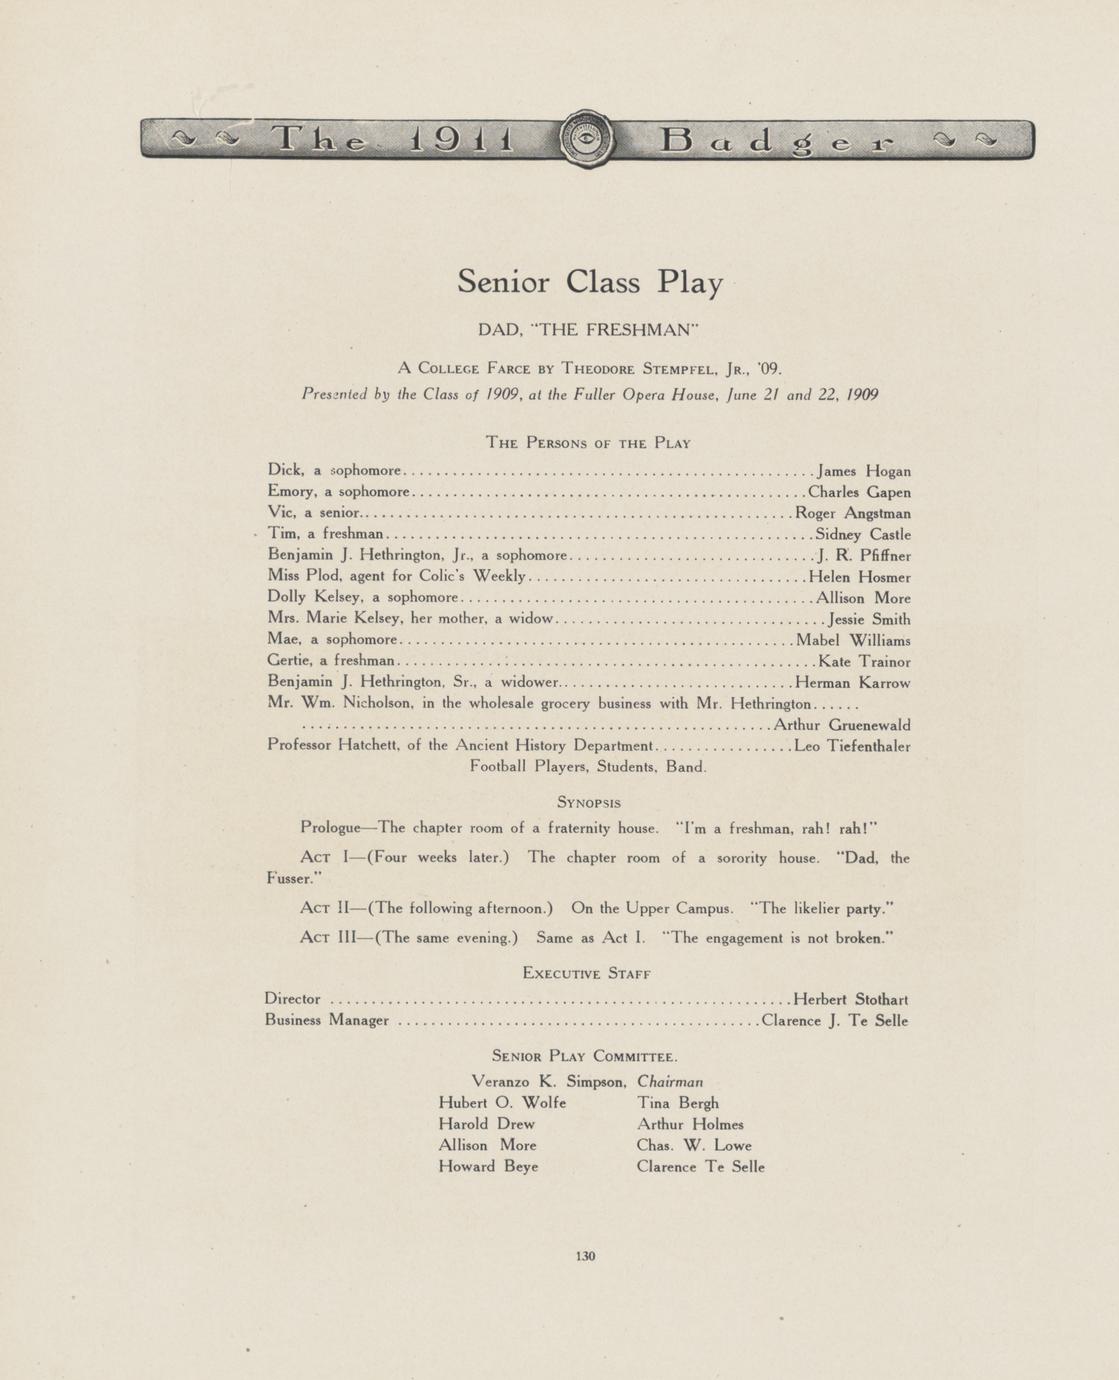 The 1911 Badger
Senior Class Play
DAD, "THE FRESHMAN"
A College Farce by Theodore Stempfel, Jr., '09.
Presented by the Class of 1909, at the Fuller Opera House, June 21 and 22, 1909
The Persons of the Play
Dick, a sophomore. . . . . . . . . . . . . . . . . . . . James Hogan
Emory, a sophomore. . . . . . . . . . . . . . . . . . . . Charles Gapen
Vic, a senior. . . . . . . . . . . . . . . . . . . . Roger Angstman
Tim, a freshman. . . . . . . . . . . . . . . . . . . . Sidney Castle
Benjamin J. Hethrington, Jr., a sophomore. . . . . . . . . . . . . . . . . . . . J. R. Pfiffner
Miss Plod, agent for Colic's Weekly. . . . . . . . . . . . . . . . . . . . Helen Hosmer
Dolly Kelsey, a sophomore. . . . . . . . . . . . . . . . . . . . Allison More
Mrs. Marie Kelsey, her mother, a widow. . . . . . . . . . . . . . . . . . . . Jessie Smith
Mae, a sophomore. . . . . . . . . . . . . . . . . . . . Mabel Williams
Gertie, a freshman. . . . . . . . . . . . . . . . . . . . Kate Trainor
Benjamin J. Hethrington, Sr., a widower. . . . . . . . . . . . . . . . . . . . Herman Karrow
Mr. Wm. Nicholson, in the wholesale grocery business with Mr. Hethrington. . . . . .
. . . . . . . . . . . . . . . . . . . . Arthur Gruenewald
Professor Hatchett, of the Ancient History Department. . . . . . . . . . . . . . . . . Leo Tiefenthaler
Football Players, Students, Band.
Synopsis
Prologue—The chapter room of a fraternity house. "I'm a freshman, rah! rah!"
Act I—(Four weeks later.) The chapter room of a sorority house. "Dad, the
Fusser."
Act II—(The following afternoon.) On the Upper Campus. "The likelier party."
Act III—(The same evening.) Same as Act I. "The engagement is not broken."
Executive Staff
Director . . . . . . . . . . . . . . . . . . . . Herbert Stothart
Business Manager . . . . . . . . . . . . . . . . . . . . Clarence J. Te Selle
Senior Play Committee.
Veranzo K. Simpson, Chairman
Hubert O. Wolfe Tina Bergh
Harold Drew Arthur Holmes
Allison More Chas. W. Lowe
Howard Beye Clarence Te Selle
130